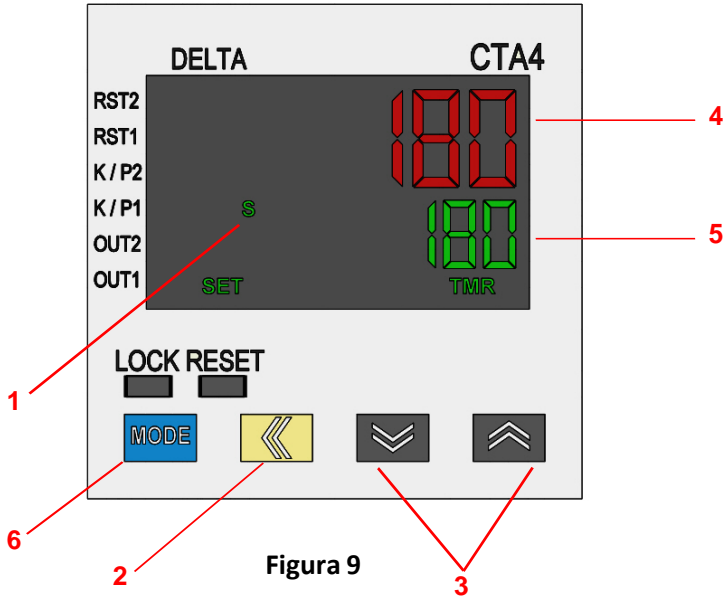 DELTA CTA4
RST2
180
4
RST1
K / P2
K / P1
S
180
5
OUT2
OUT1
SET TMR
LOCK RESET
1
MODE
6
2
Figura 9
3